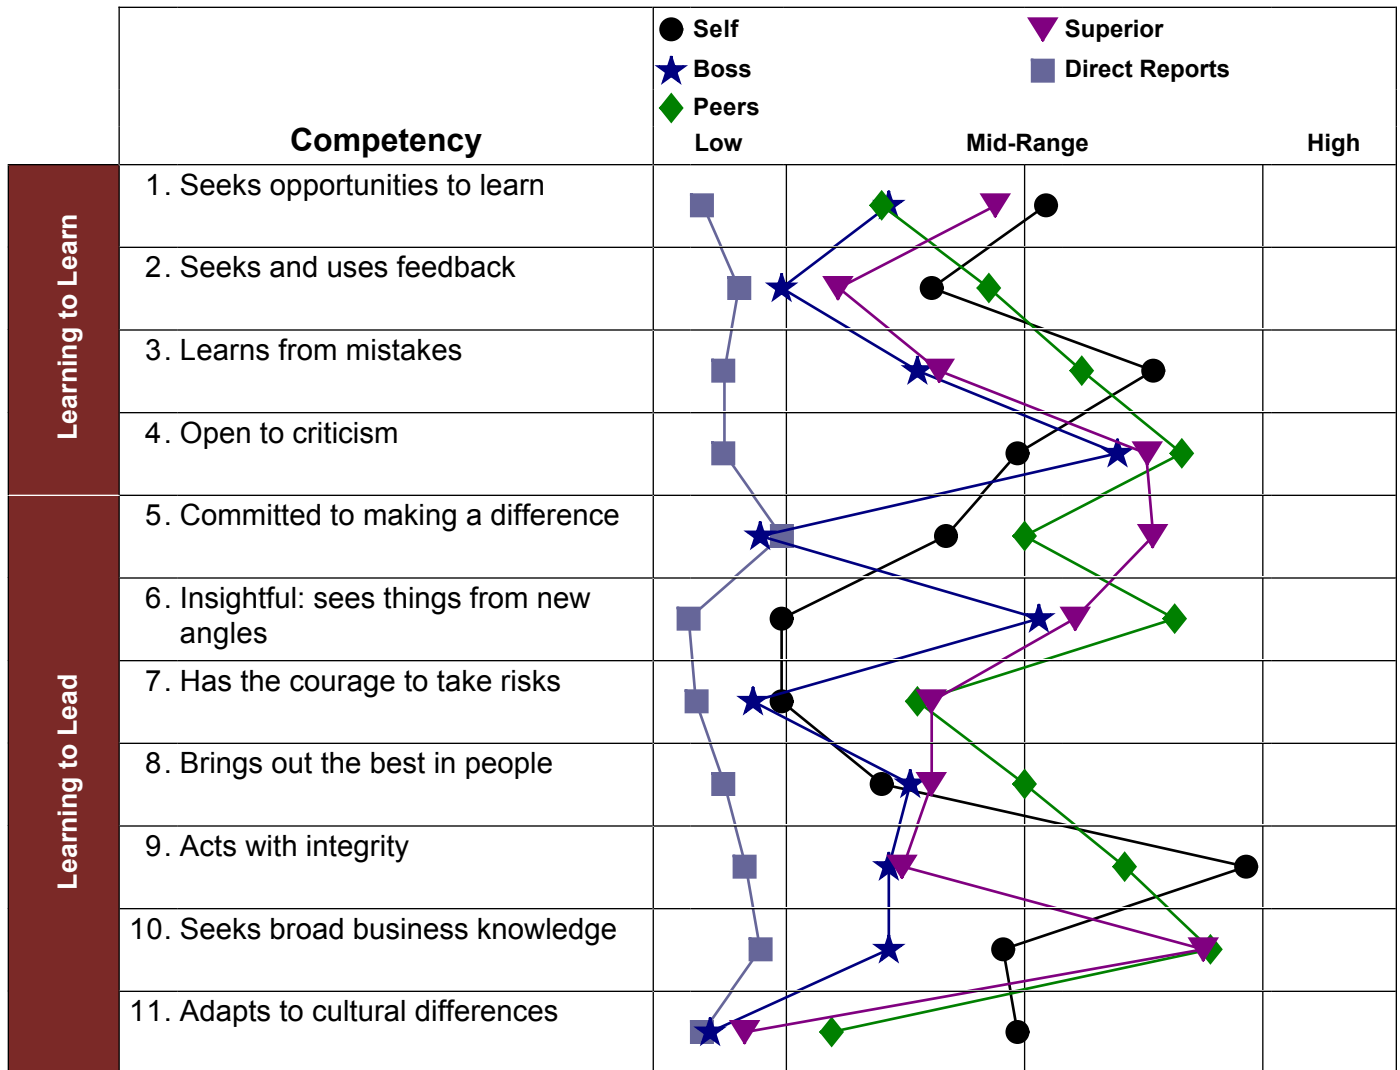 Self
Superior
Boss
Direct Reports
Peers
Competency
Low
Mid-Range
High
Learning to Learn
1. Seeks opportunities to learn
2. Seeks and uses feedback
3. Learns from mistakes
4. Open to criticism
Learning to Lead
5. Committed to making a difference
6. Insightful: sees things from new
angles
7. Has the courage to take risks
8. Brings out the best in people
9. Acts with integrity
10. Seeks broad business knowledge
11. Adapts to cultural differences